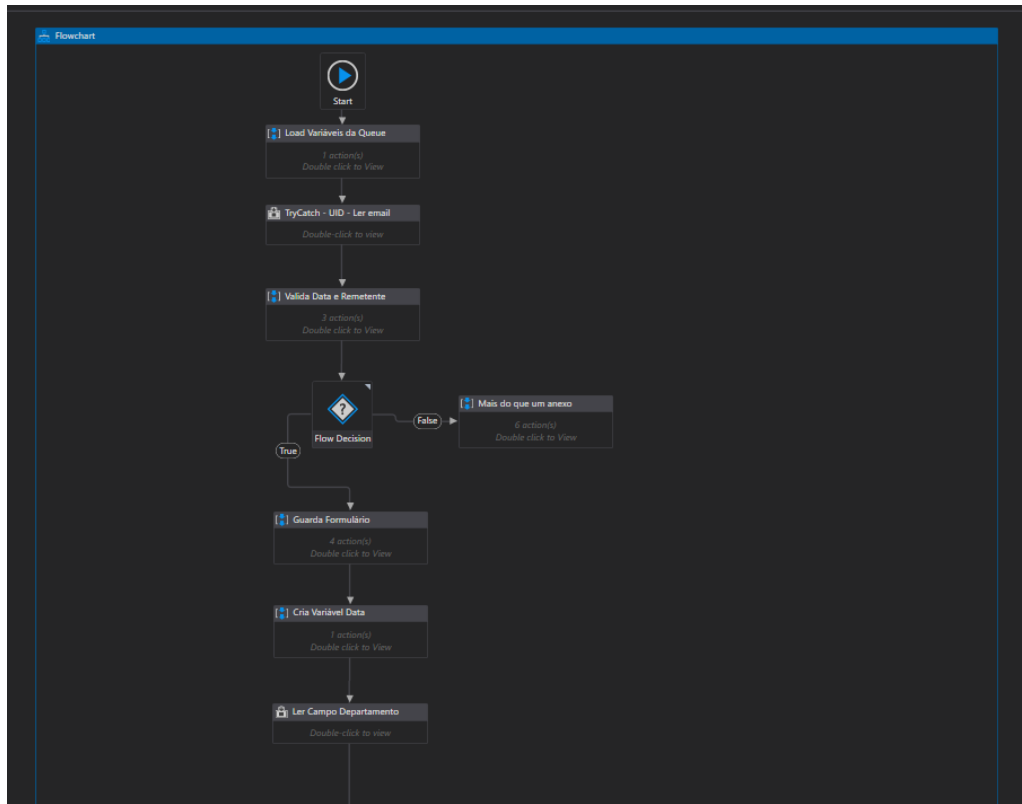 Flowchart
Start
Load Variáveis da Queue
1 action(s)
Double click to View
TryCatch - UID - Ler email
Double-click to view
Valida Data e Remetente
3 action(s)
Double click to View
?
Flow Decision
False
Mais do que um anexo
6 action(s)
Double click to View
True
Guarda Formulário
4 action(s)
Double click to View
Cria Variável Data
1 action(s)
Double click to View
Ler Campo Departamento
Double-click to view